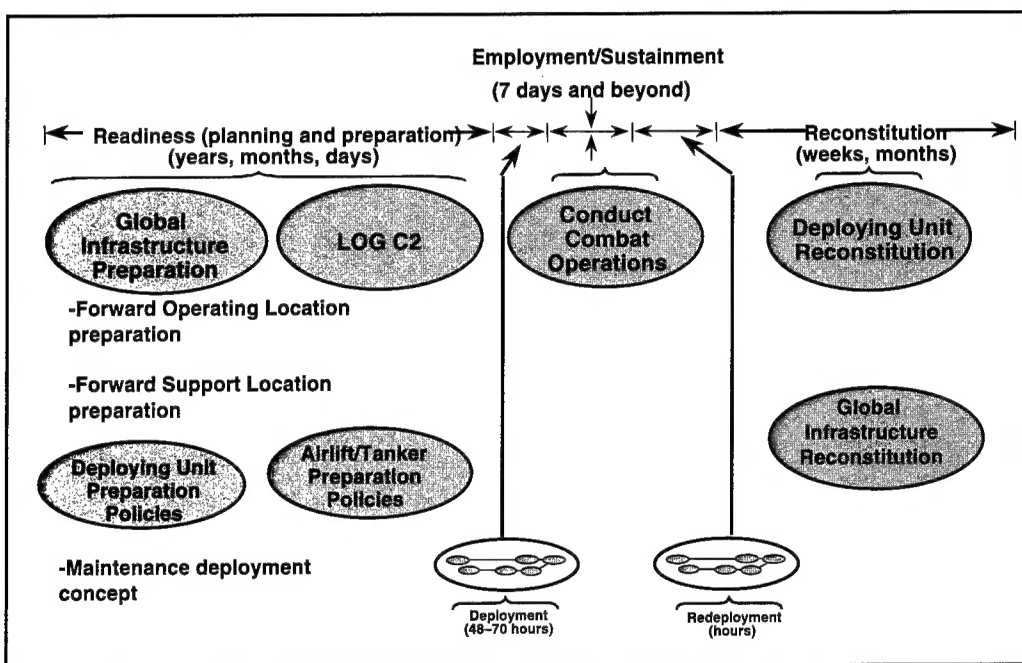 Employment/Sustainment
(7 days and beyond)
Readiness (planning and preparation)
(years, months, days)
Reconstitution
(weeks, months)
Global
Infrastructure
Preparation
LOG C2
Conduct
Combat
Operations
Deploying Unit
Reconstitution
-Forward Operating Location
preparation
-Forward Support Location
preparation
Deploying Unit
Preparation
Policies
Airlift/Tanker
Preparation
Policies
Global
Infrastructure
Reconstitution
-Maintenance deployment
concept
Deployment
(48–70 hours)
Redeployment
(hours)